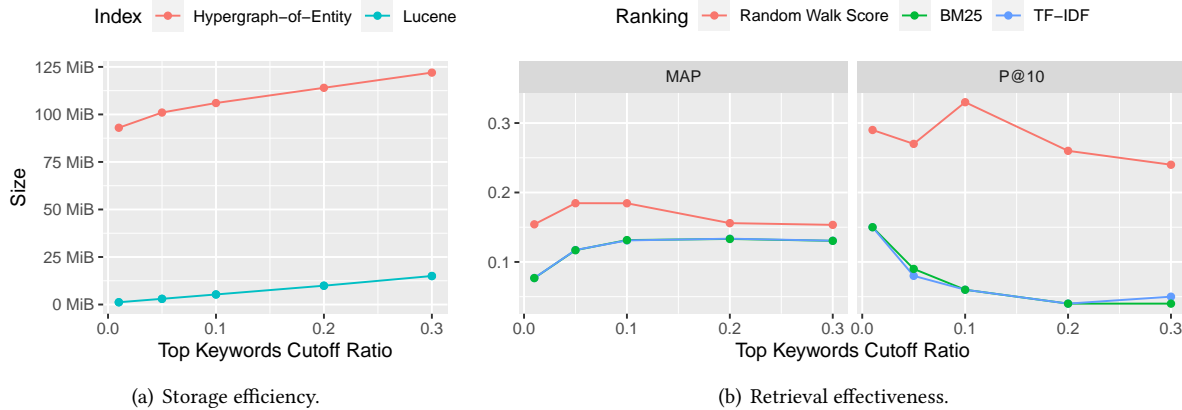 Index Hypergraph−of−Entity Lucene
125 MiB
100 MiB
75 MiB
50 MiB
25 MiB
0 MiB
Size
0.0 0.1 0.2 0.3
Top Keywords Cutoff Ratio
(a) Storage efficiency.
Ranking Random Walk Score BM25 TF−IDF
MAP P@10
0.3
0.2
0.1
0.0 0.1 0.2 0.3 0.0 0.1 0.2 0.3
Top Keywords Cutoff Ratio
(b) Retrieval effectiveness.